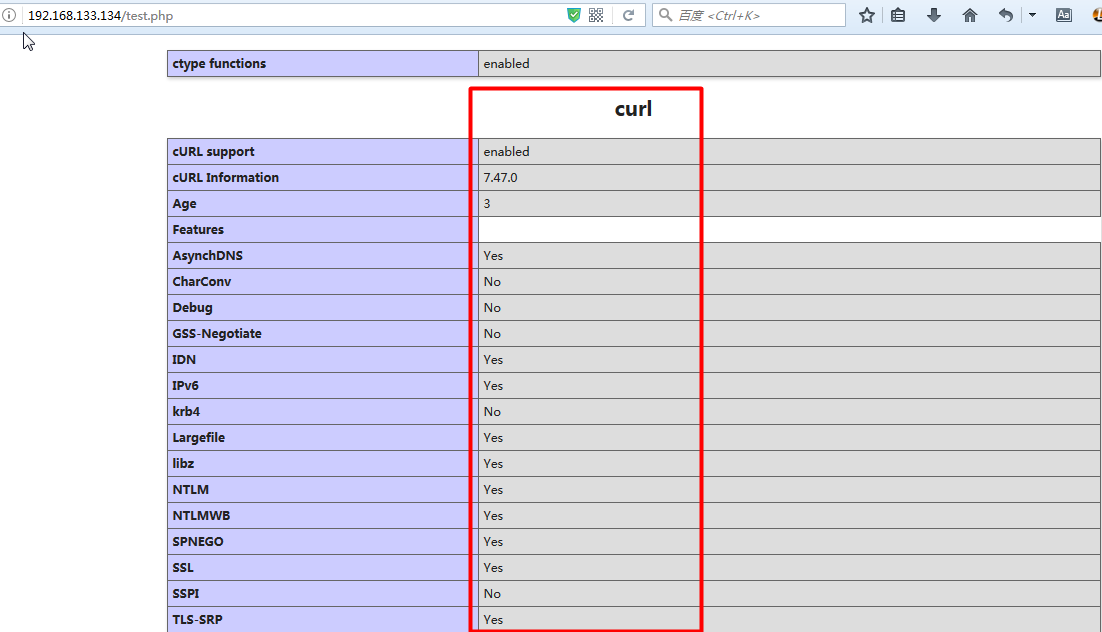 192.168.133.134/test.php
百度 <Ctrl+K>
ctype functions enabled
curl
cURL support enabled
cURL Information 7.47.0
Age 3
Features
AsynchDNS Yes
CharConv No
Debug No
GSS-Negotiate No
IDN Yes
IPv6 Yes
krb4 No
Largefile Yes
libz Yes
NTLM Yes
NTLMWB Yes
SPNEGO Yes
SSL Yes
SSPI No
TLS-SRP Yes